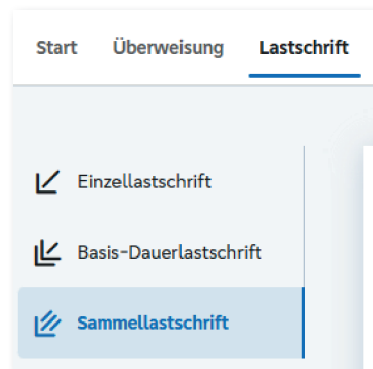 Start Überweisung Lastschrift
Einzellastschrift
Basis-Dauerlastschrift
Sammellastschrift